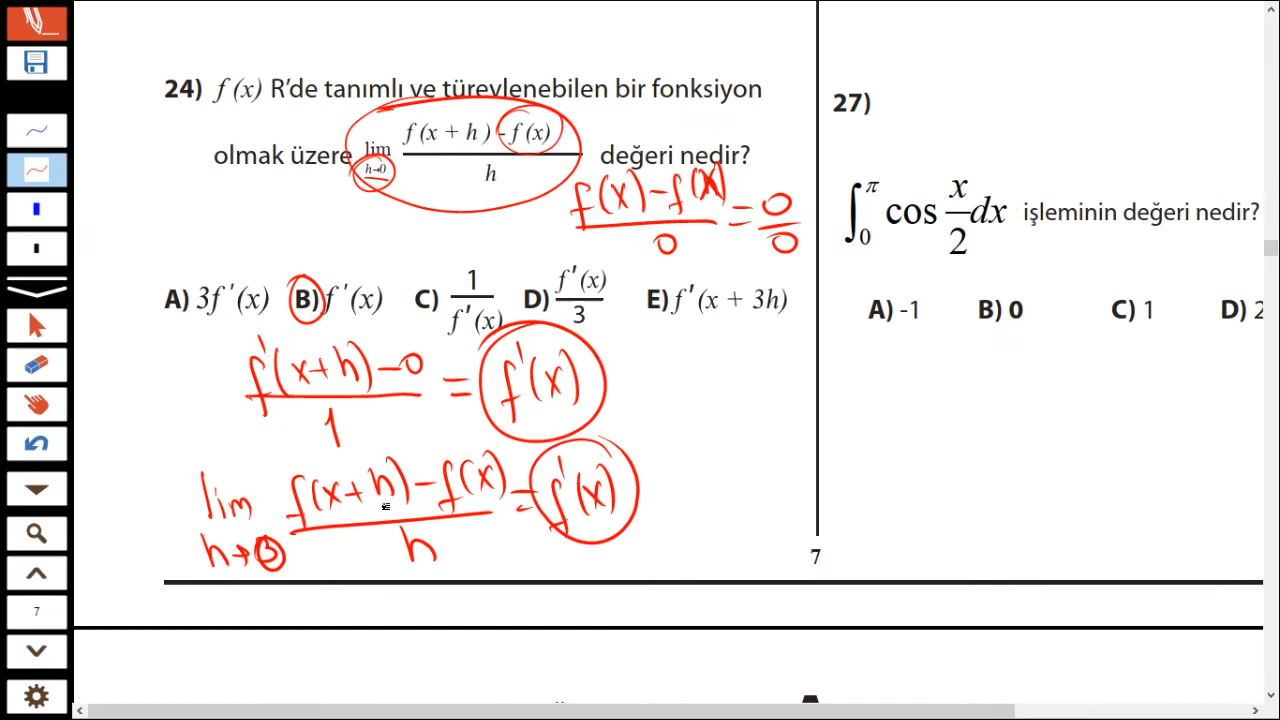 24) f (x) R'de tanımlı ve türevlenebilen bir fonksiyon
olmak üzere lim h→0 f (x + h ) - f (x) / h değeri nedir?
f(x)-f(x) / 0 = 0/0
A) 3f '(x) B) f '(x) C) 1 / f '(x) D) f '(x) / 3 E) f '(x + 3h)
f'(x+h)-0 / 1 = f'(x)
lim h→0 f(x+h)-f(x) / h = f'(x)
27)
∫0^π cos x/2 dx işleminin değeri nedir?
A) -1 B) 0 C) 1 D) 2
7
7